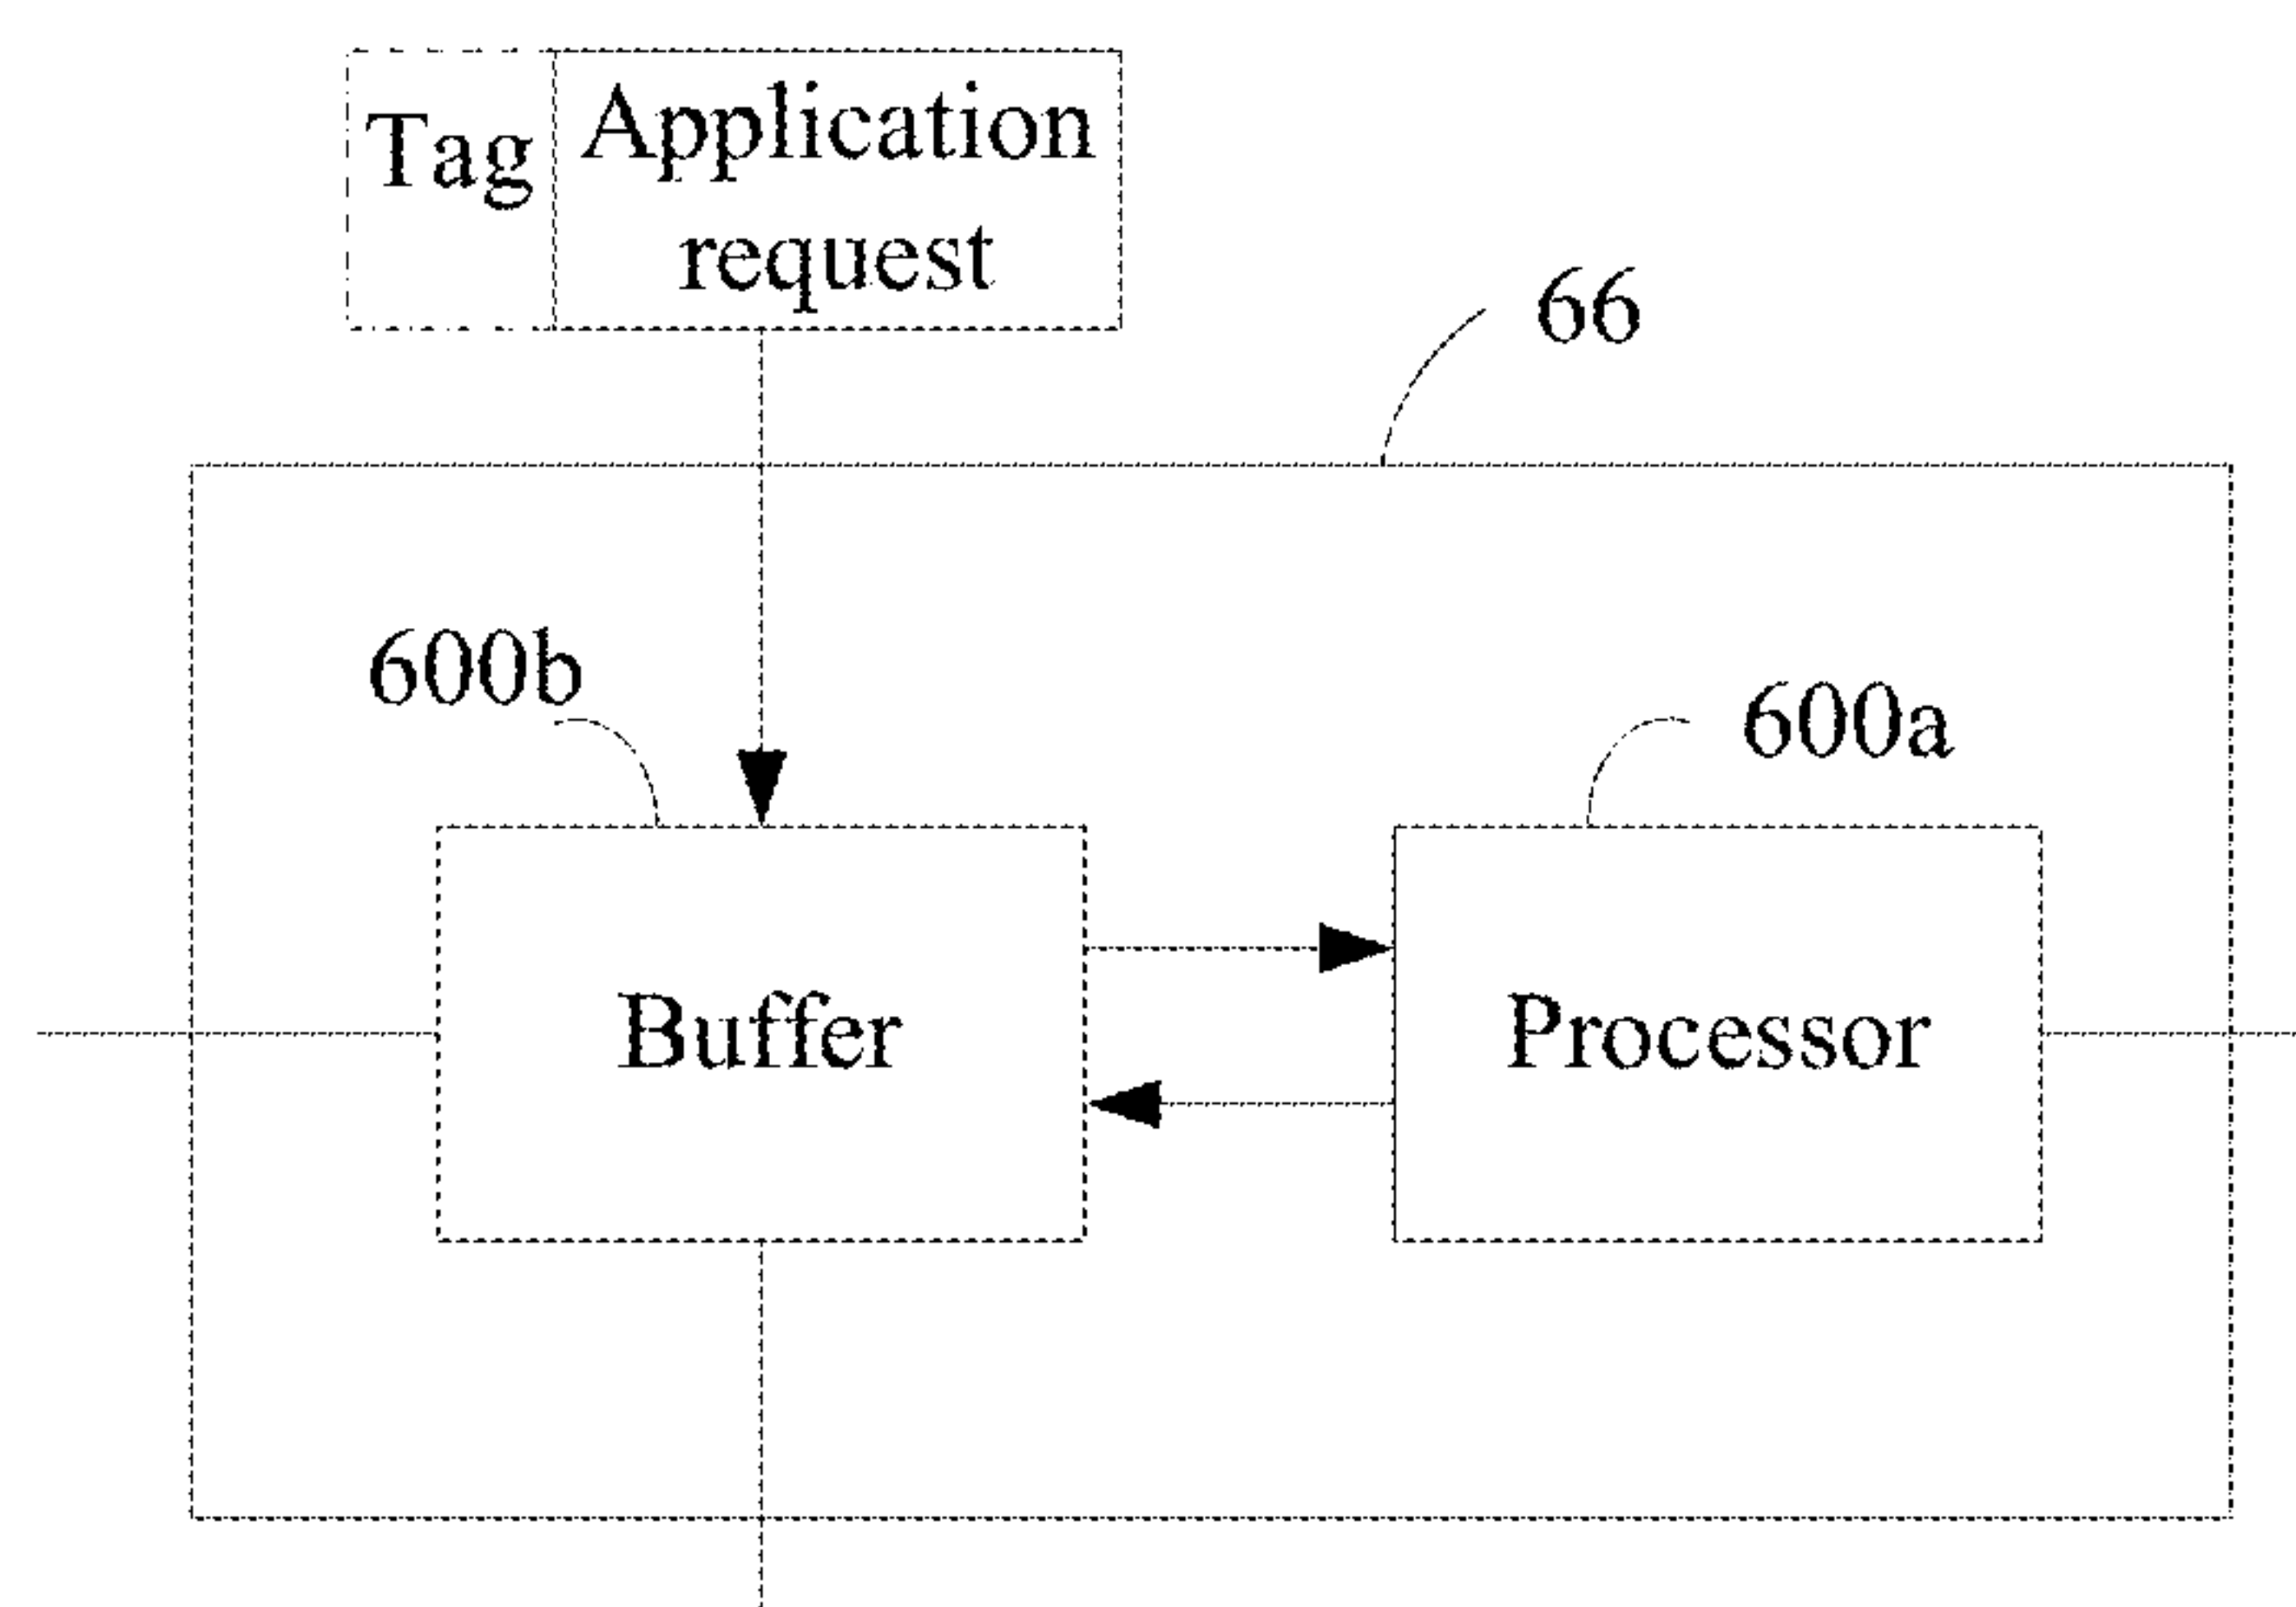 Tag
Application
request
66
600b
600a
Buffer
Processor